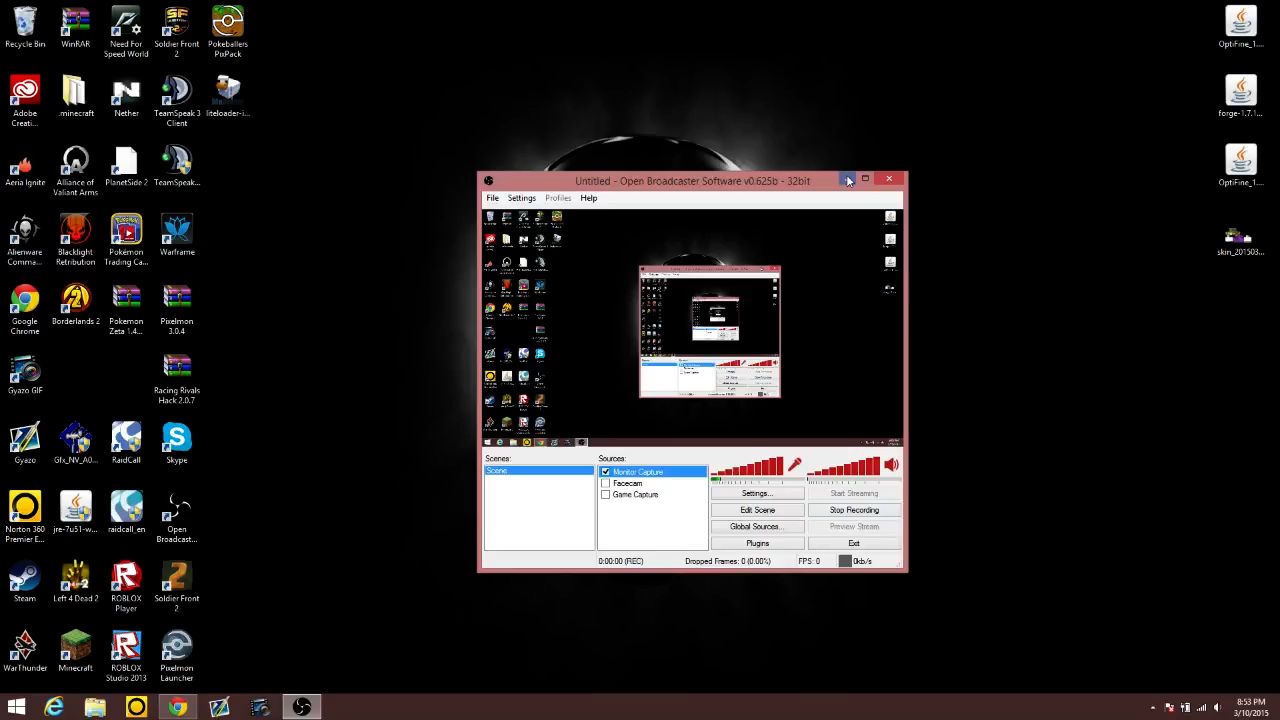 Recycle Bin
WinRAR
Need For
Speed World
Soldier Front
2
Pokeballers
PixPack
OptiFine_1....
Adobe
Creati...
.minecraft
Nether
TeamSpeak 3
Client
liteloader-i...
forge-1.7.1...
Aeria Ignite
Alliance of
Valiant Arms
PlanetSide 2
TeamSpeak...
OptiFine_1....
Alienware
Comma...
Blacklight
Retribution
Pokémon
Trading Ca...
Warframe
skin_201503...
Google
Chrome
Borderlands 2
Pokemon
Zeta 1.4...
Pixelmon
3.0.4
Gyazo GIF
Racing Rivals
Hack 2.0.7
Gyazo
Gfx_NV_A0...
RaidCall
Skype
Norton 360
Premier E...
jre-7u51-w...
raidcall_en
Open
Broadcast...
Steam
Left 4 Dead 2
ROBLOX
Player
Soldier Front
2
WarThunder
Minecraft
ROBLOX
Studio 2013
Pixelmon
Launcher
Untitled - Open Broadcaster Software v0.625b - 32bit
File Settings Profiles Help
Scenes:
Scene
Sources:
Monitor Capture
Facecam
Game Capture
Settings...
Start Streaming
Edit Scene
Stop Recording
Global Sources...
Preview Stream
Plugins
Exit
0:00:00 (REC)
Dropped Frames: 0 (0.00%)
FPS: 0
0kb/s
8:53 PM
3/10/2015